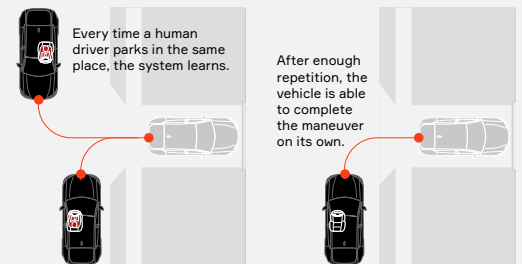 Every time a human
driver parks in the same
place, the system learns.
After enough
repetition, the
vehicle is able
to complete
the maneuver
on its own.